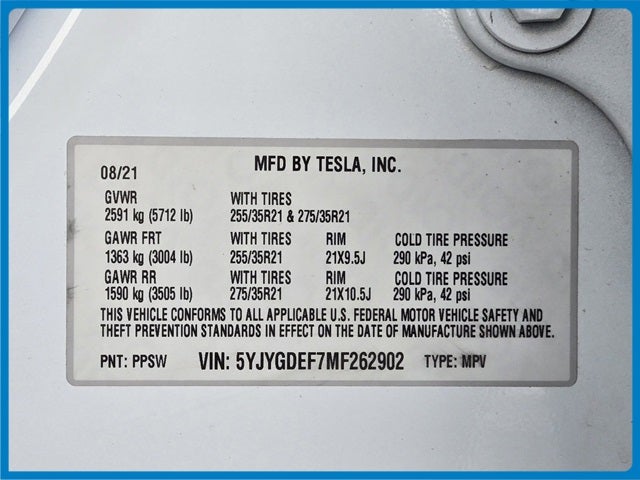 08/21 MFD BY TESLA, INC.
GVWR WITH TIRES
2591 kg (5712 lb) 255/35R21 & 275/35R21
GAWR FRT WITH TIRES RIM COLD TIRE PRESSURE
1363 kg (3004 lb) 255/35R21 21X9.5J 290 kPa, 42 psi
GAWR RR WITH TIRES RIM COLD TIRE PRESSURE
1590 kg (3505 lb) 275/35R21 21X10.5J 290 kPa, 42 psi
THIS VEHICLE CONFORMS TO ALL APPLICABLE U.S. FEDERAL MOTOR VEHICLE SAFETY AND
THEFT PREVENTION STANDARDS IN EFFECT ON THE DATE OF MANUFACTURE SHOWN ABOVE.
PNT: PPSW VIN: 5YJYGDEF7MF262902 TYPE: MPV